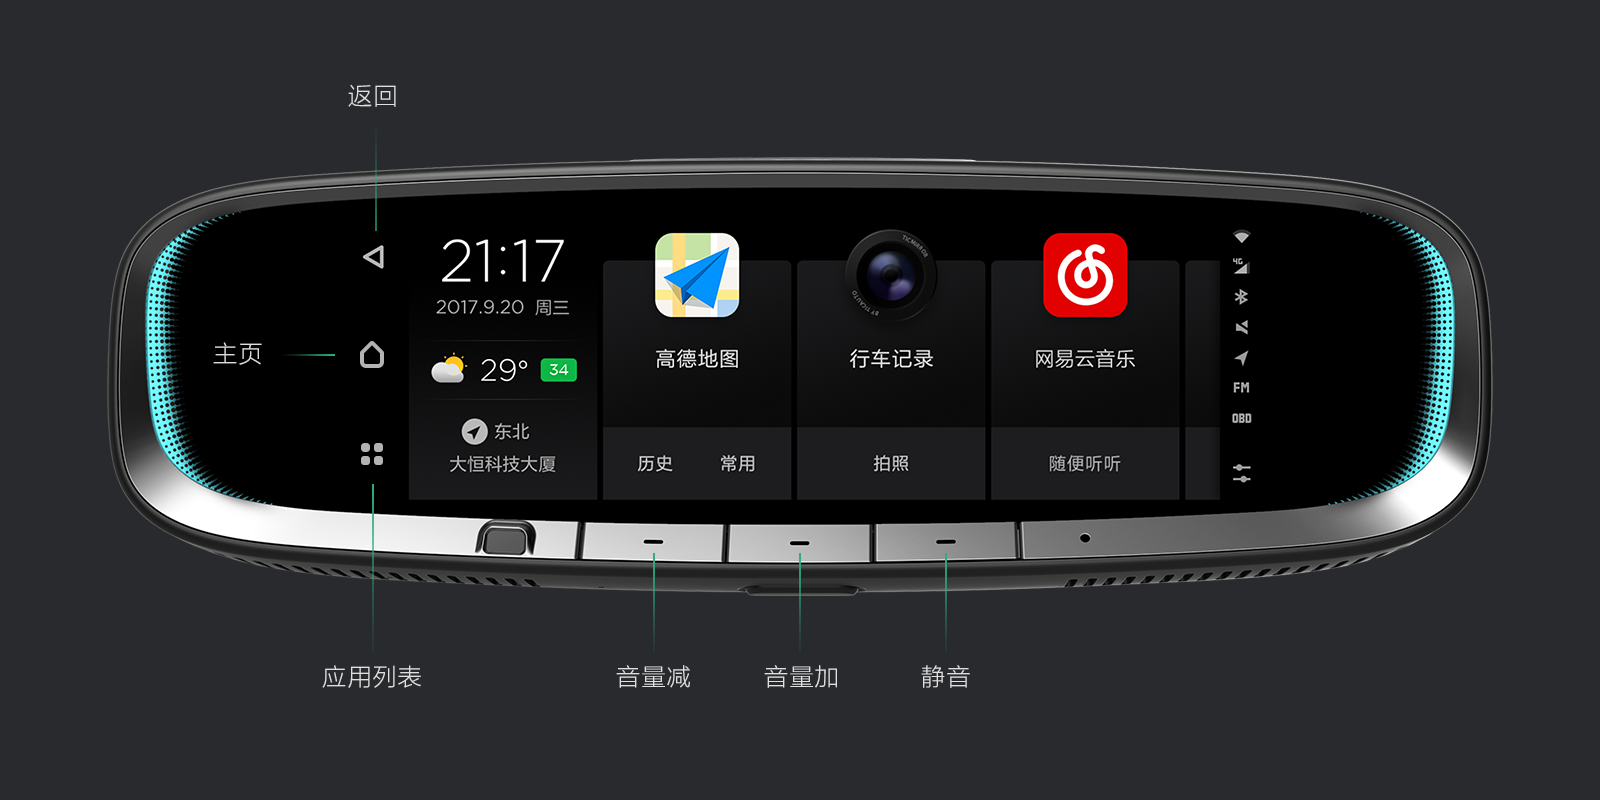 返回
21:17
2017.9.20 周三
29°
34
东北
大恒科技大厦
高德地图
历史 常用
TICMIRROR
BY TICAUTO
行车记录
拍照
网易云音乐
随便听听
4G
FM
OBD
主页
应用列表
音量减
音量加
静音